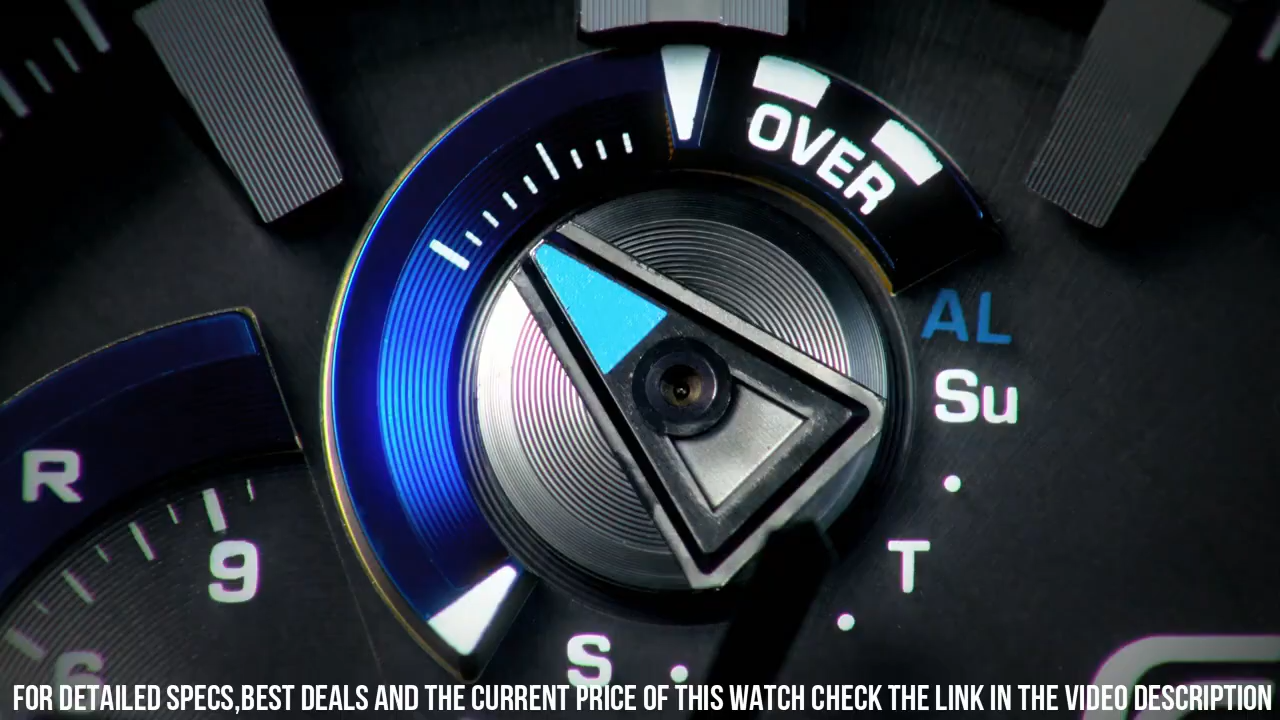 OVER
AL
Su
R
9
T
6
S
FOR DETAILED SPECS,BEST DEALS AND THE CURRENT PRICE OF THIS WATCH CHECK THE LINK IN THE VIDEO DESCRIPTION